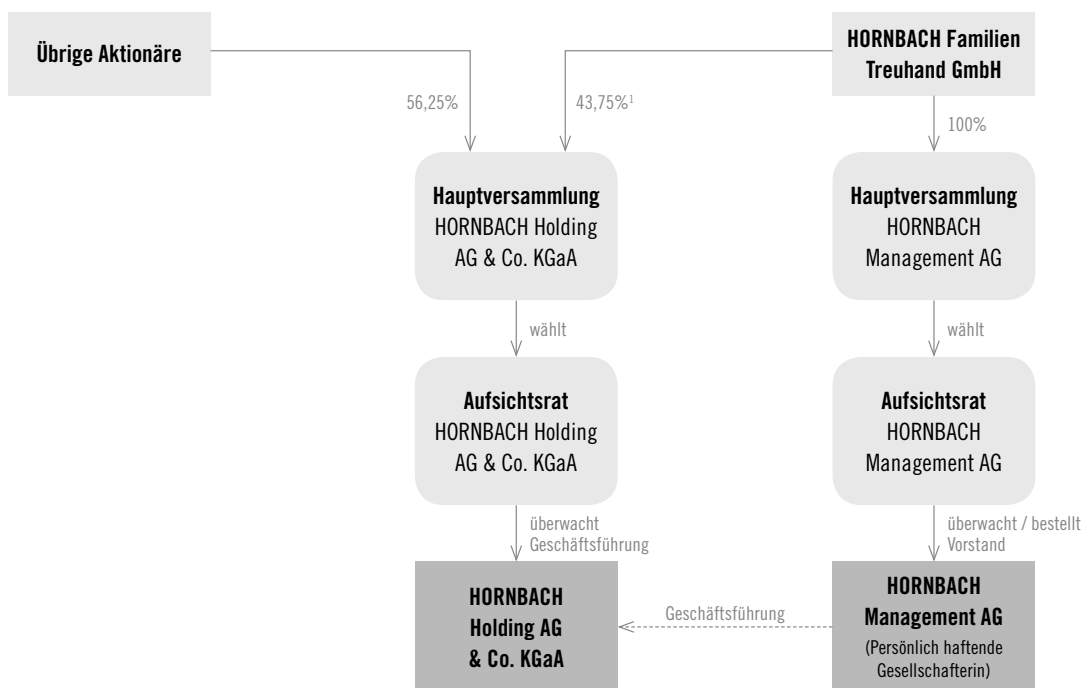 Übrige Aktionäre
HORNBACH Familien
Treuhand GmbH
56,25%
43,75%¹
100%
Hauptversammlung
HORNBACH Holding
AG & Co. KGaA
Hauptversammlung
HORNBACH
Management AG
wählt
wählt
Aufsichtsrat
HORNBACH Holding
AG & Co. KGaA
Aufsichtsrat
HORNBACH
Management AG
überwacht
Geschäftsführung
überwacht / bestellt
Vorstand
HORNBACH
Holding AG
& Co. KGaA
Geschäftsführung
HORNBACH
Management AG
(Persönlich haftende
Gesellschafterin)